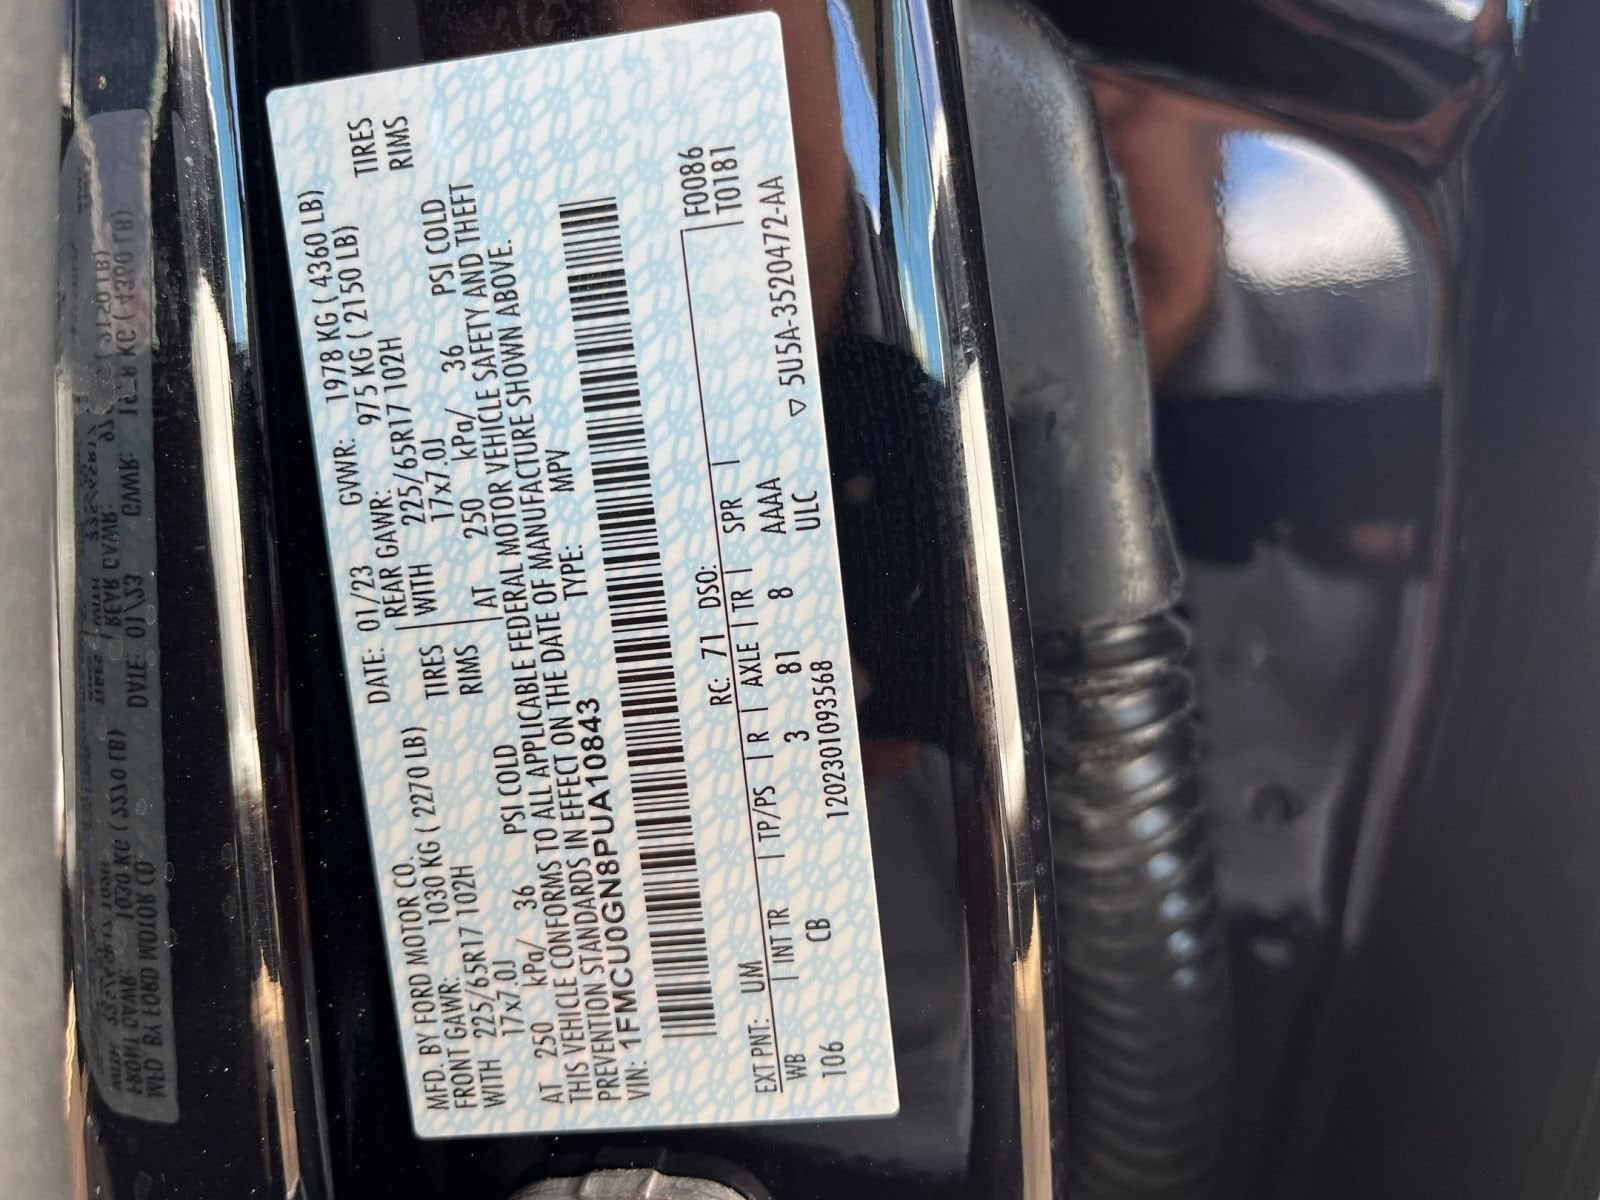 MFD. BY FORD MOTOR CO. DATE: 01/23 GVWR: 1978 KG ( 4360 LB)
FRONT GAWR: 1030 KG ( 2270 LB) REAR GAWR: 975 KG ( 2150 LB)
WITH 225/65R17 102H TIRES WITH 225/65R17 102H TIRES
17x7.0J RIMS 17x7.0J RIMS
AT 250 kPa/ 36 PSI COLD AT 250 kPa/ 36 PSI COLD
THIS VEHICLE CONFORMS TO ALL APPLICABLE FEDERAL MOTOR VEHICLE SAFETY AND THEFT
PREVENTION STANDARDS IN EFFECT ON THE DATE OF MANUFACTURE SHOWN ABOVE.
VIN: 1FMCU0GN8PUA10843 TYPE: MPV
F0086
EXT PNT: UM RC: 71 DSO: T0181
WB INT TR TP/PS R AXLE TR SPR
106 CB 3 81 8 AAAA
1202301093568 ULC ▽ 5U5A-3520472-AA